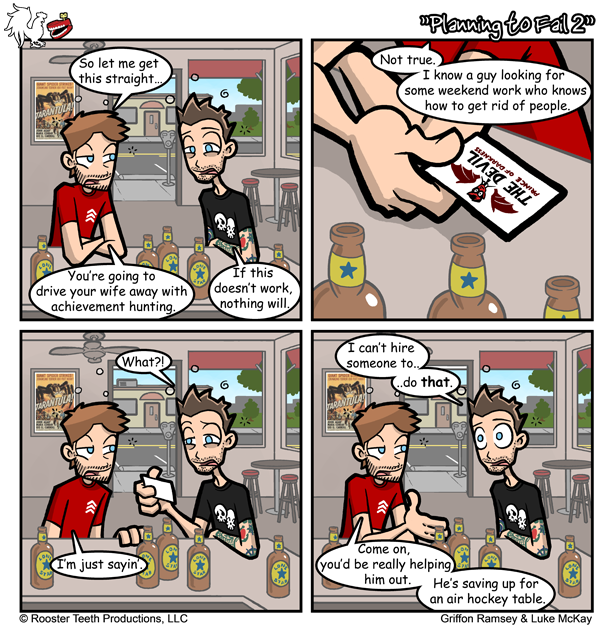 "Planning to Fail 2"
So let me get
this straight...
TARANTULA!
You're going to
drive your wife away with
achievement hunting.
If this
doesn't work,
nothing will.
Not true.
I know a guy looking for
some weekend work who knows
how to get rid of people.
THE DEVIL
PRINCE OF DARKNESS
What?!
TARANTULA!
I'm just sayin'.
I can't hire
someone to..
..do that.
TARANTULA!
Come on,
you'd be really helping
him out.
He's saving up for
an air hockey table.
© Rooster Teeth Productions, LLC
Griffon Ramsey & Luke McKay